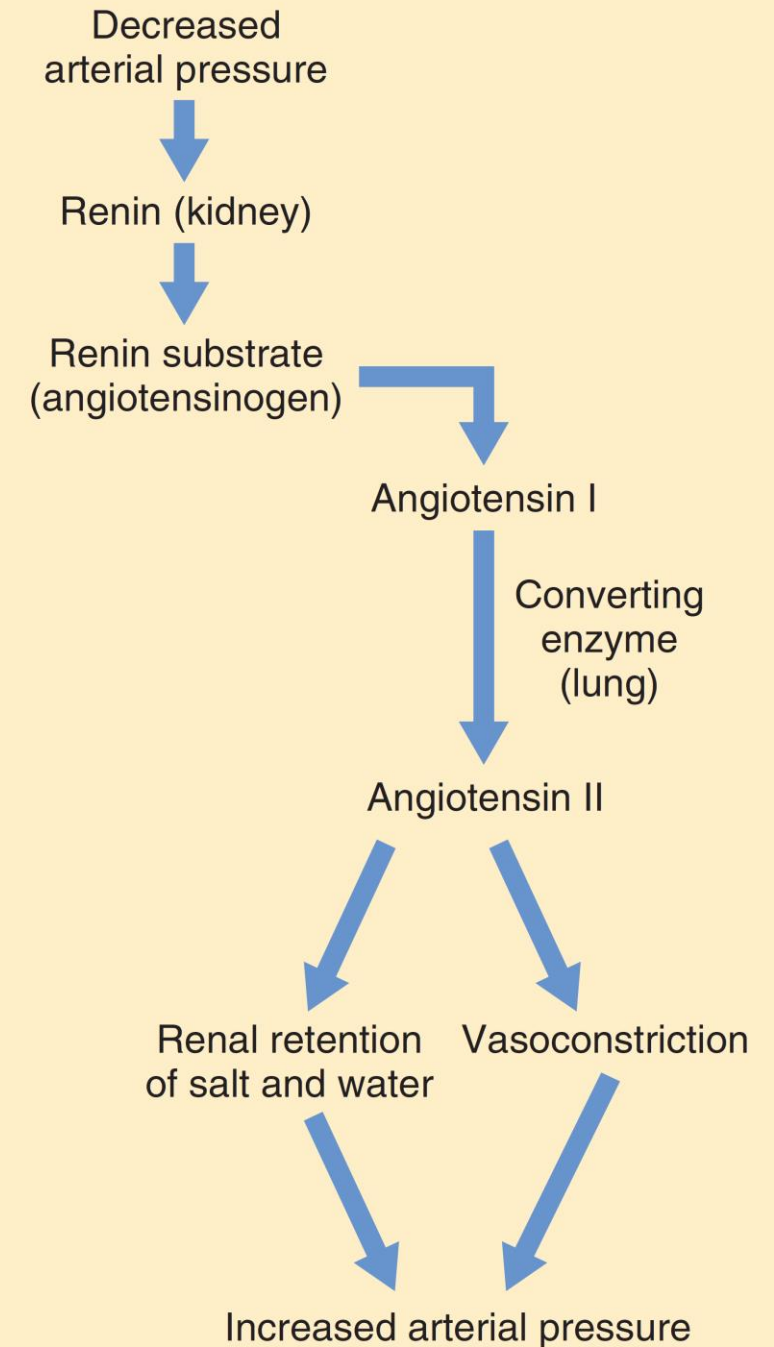 Decreased
arterial pressure
Renin (kidney)
Renin substrate
(angiotensinogen)
Angiotensin I
Converting
enzyme
(lung)
Angiotensin II
Renal retention
of salt and water
Vasoconstriction
Increased arterial pressure